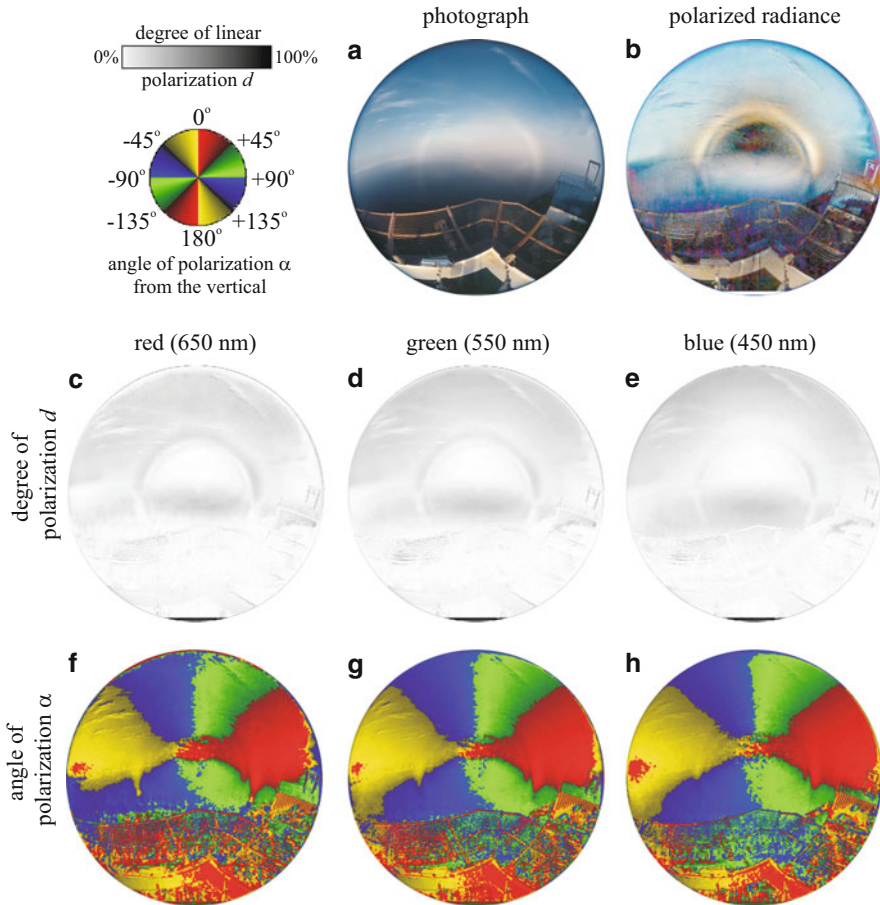 degree of linear
0% 100%
polarization d
0°
-45° +45°
-90° +90°
-135° +135°
180°
angle of polarization α
from the vertical
photograph
a
polarized radiance
b
red (650 nm)
green (550 nm)
blue (450 nm)
degree of
polarization d
c
d
e
angle of
polarization α
f
g
h